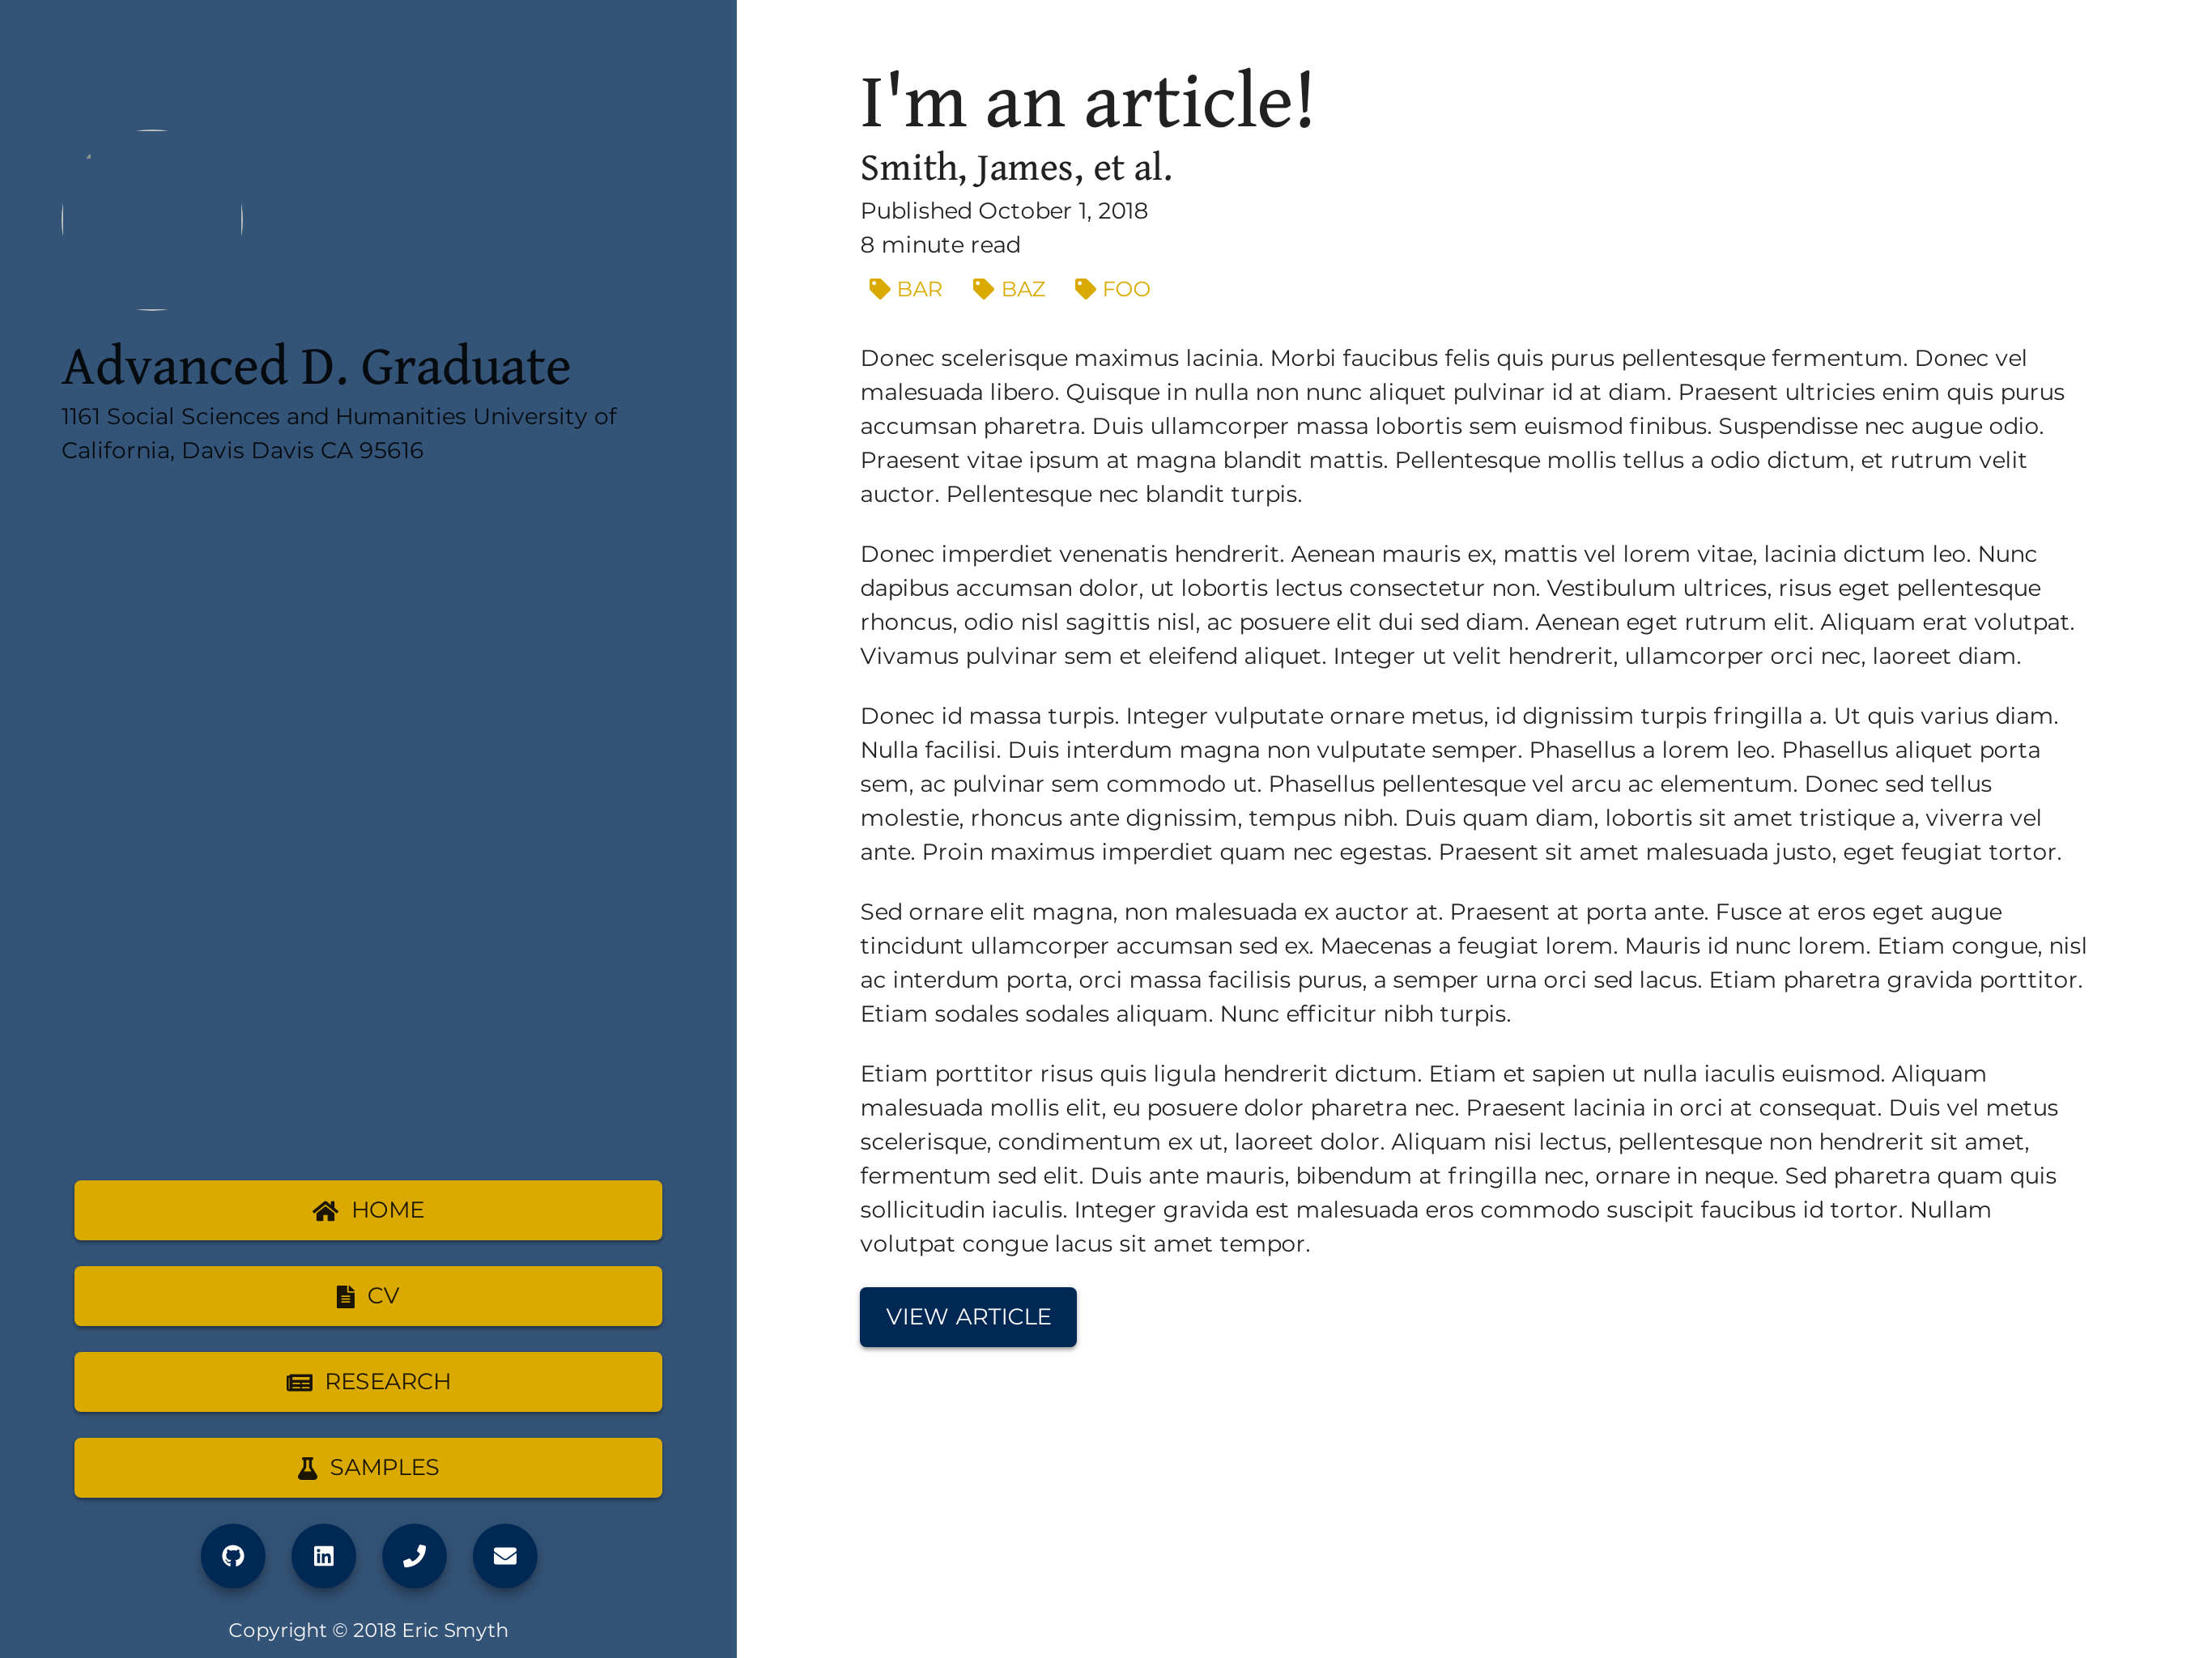 Advanced D. Graduate
1161 Social Sciences and Humanities University of
California, Davis Davis CA 95616
HOME
CV
RESEARCH
SAMPLES
Copyright © 2018 Eric Smyth
I'm an article!
Smith, James, et al.
Published October 1, 2018
8 minute read
BAR BAZ FOO
Donec scelerisque maximus lacinia. Morbi faucibus felis quis purus pellentesque fermentum. Donec vel
malesuada libero. Quisque in nulla non nunc aliquet pulvinar id at diam. Praesent ultricies enim quis purus
accumsan pharetra. Duis ullamcorper massa lobortis sem euismod finibus. Suspendisse nec augue odio.
Praesent vitae ipsum at magna blandit mattis. Pellentesque mollis tellus a odio dictum, et rutrum velit
auctor. Pellentesque nec blandit turpis.
Donec imperdiet venenatis hendrerit. Aenean mauris ex, mattis vel lorem vitae, lacinia dictum leo. Nunc
dapibus accumsan dolor, ut lobortis lectus consectetur non. Vestibulum ultrices, risus eget pellentesque
rhoncus, odio nisl sagittis nisl, ac posuere elit dui sed diam. Aenean eget rutrum elit. Aliquam erat volutpat.
Vivamus pulvinar sem et eleifend aliquet. Integer ut velit hendrerit, ullamcorper orci nec, laoreet diam.
Donec id massa turpis. Integer vulputate ornare metus, id dignissim turpis fringilla a. Ut quis varius diam.
Nulla facilisi. Duis interdum magna non vulputate semper. Phasellus a lorem leo. Phasellus aliquet porta
sem, ac pulvinar sem commodo ut. Phasellus pellentesque vel arcu ac elementum. Donec sed tellus
molestie, rhoncus ante dignissim, tempus nibh. Duis quam diam, lobortis sit amet tristique a, viverra vel
ante. Proin maximus imperdiet quam nec egestas. Praesent sit amet malesuada justo, eget feugiat tortor.
Sed ornare elit magna, non malesuada ex auctor at. Praesent at porta ante. Fusce at eros eget augue
tincidunt ullamcorper accumsan sed ex. Maecenas a feugiat lorem. Mauris id nunc lorem. Etiam congue, nisl
ac interdum porta, orci massa facilisis purus, a semper urna orci sed lacus. Etiam pharetra gravida porttitor.
Etiam sodales sodales aliquam. Nunc efficitur nibh turpis.
Etiam porttitor risus quis ligula hendrerit dictum. Etiam et sapien ut nulla iaculis euismod. Aliquam
malesuada mollis elit, eu posuere dolor pharetra nec. Praesent lacinia in orci at consequat. Duis vel metus
scelerisque, condimentum ex ut, laoreet dolor. Aliquam nisi lectus, pellentesque non hendrerit sit amet,
fermentum sed elit. Duis ante mauris, bibendum at fringilla nec, ornare in neque. Sed pharetra quam quis
sollicitudin iaculis. Integer gravida est malesuada eros commodo suscipit faucibus id tortor. Nullam
volutpat congue lacus sit amet tempor.
VIEW ARTICLE